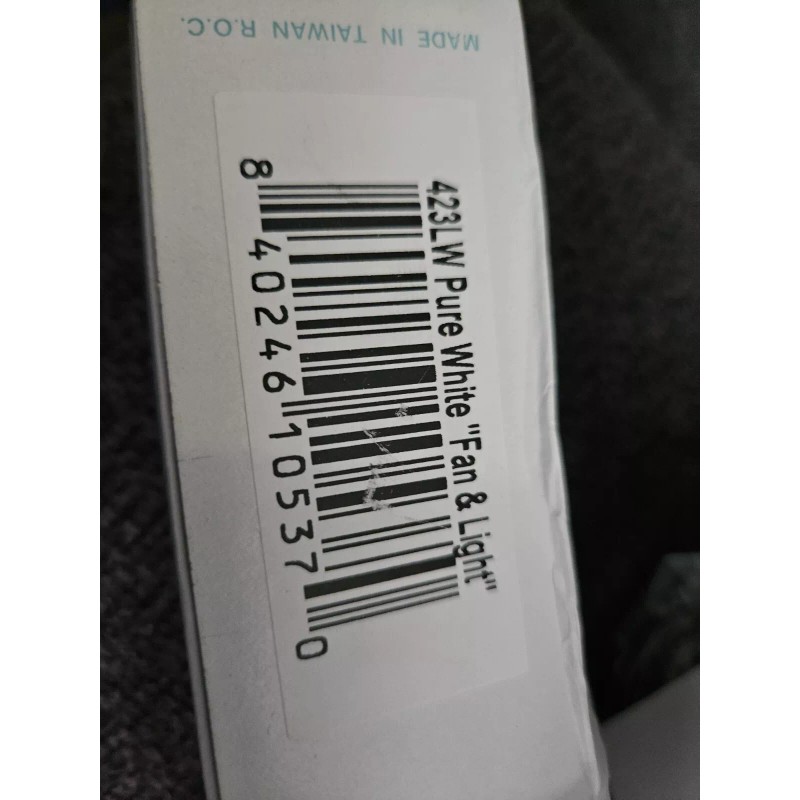 MADE IN TAIWAN R.O.C.
423LW Pure White "Fan & Light"
8 40246 10537 0